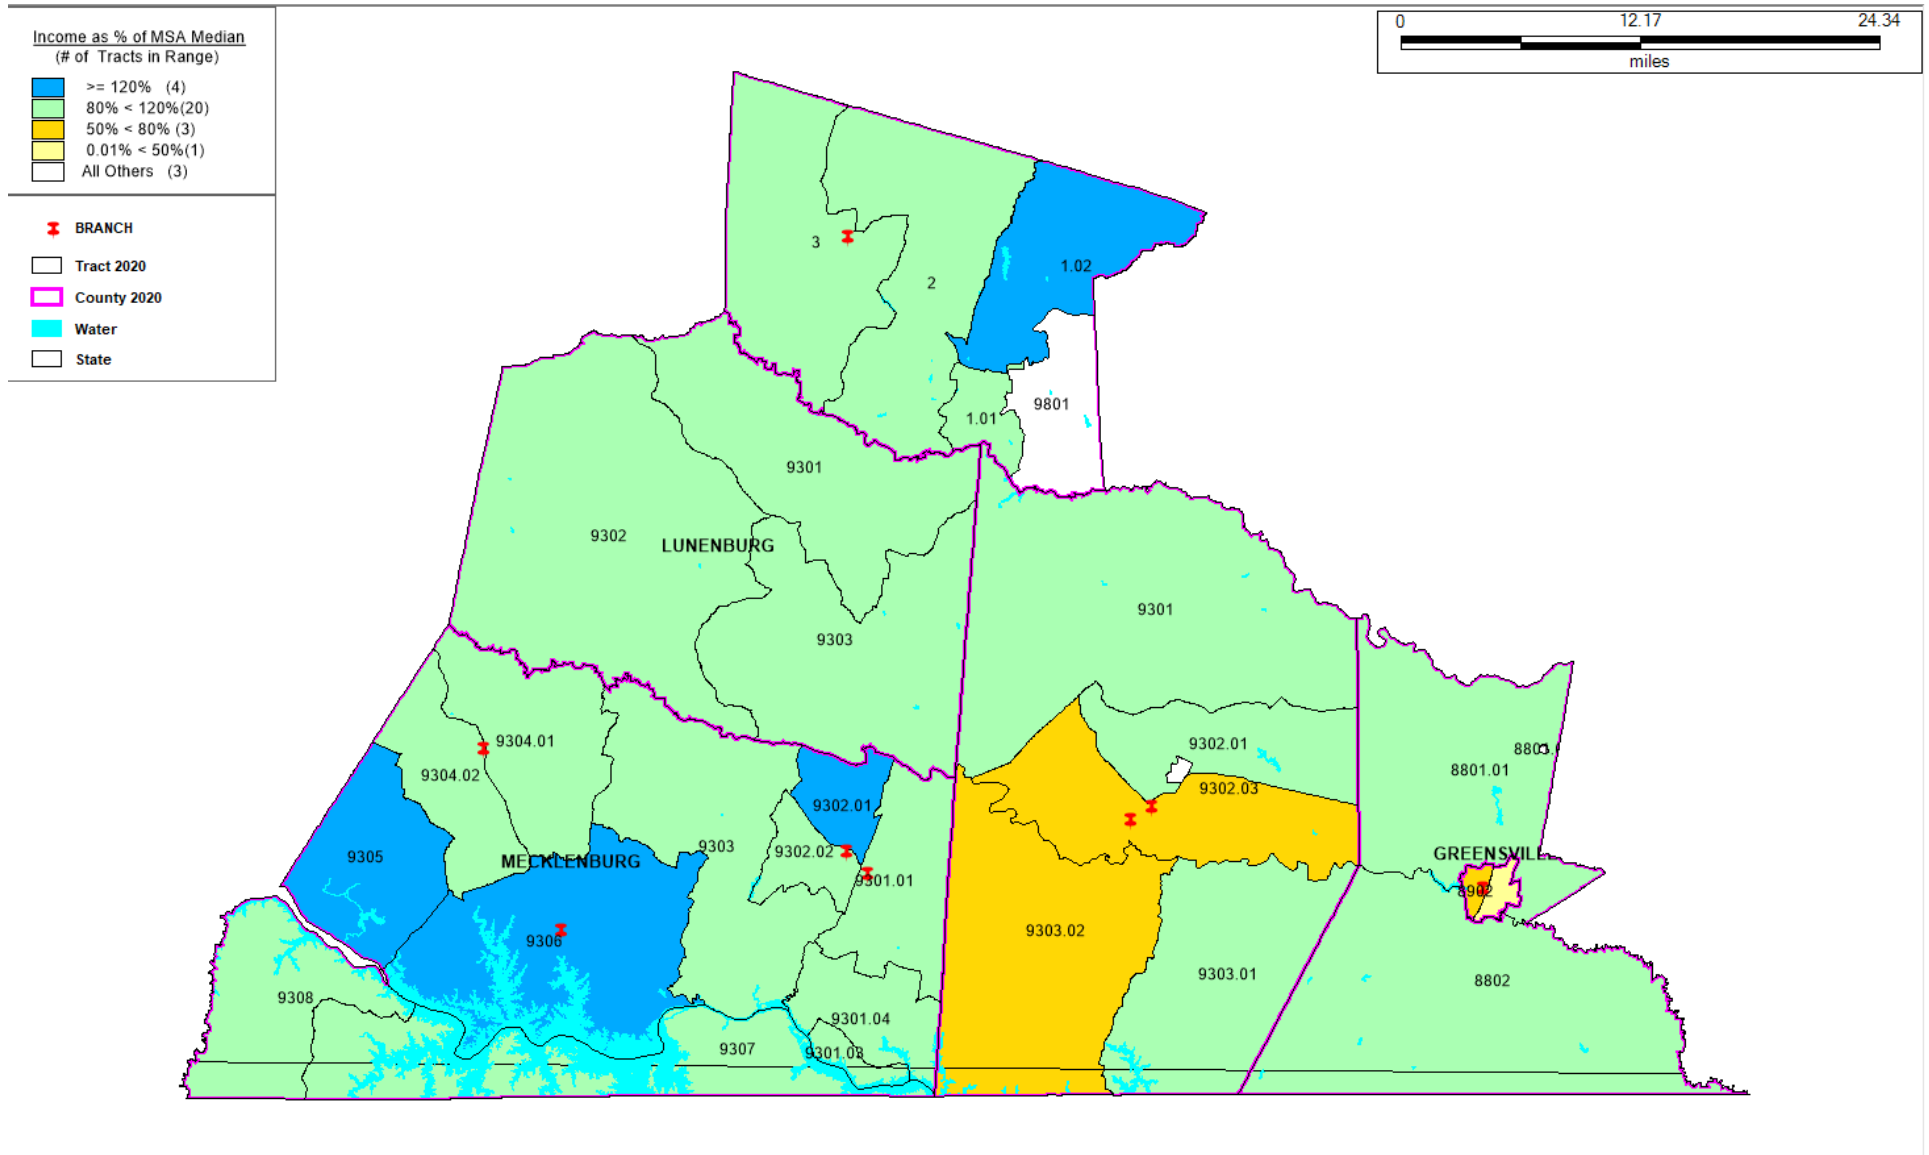 Income as % of MSA Median
(# of Tracts in Range)
>= 120% (4)
80% < 120%(20)
50% < 80% (3)
0.01% < 50%(1)
All Others (3)
BRANCH
Tract 2020
County 2020
Water
State
0 12.17 24.34
miles
3
2
1.02
9801
1.01
9301
9302
LUNENBURG
9301
9303
9304.01
9302.01
8801.01
9304.02
9302.03
9302.01
9303
9302.02
9305
MECKLENBURG
9301.01
8902
9306
9303.02
9303.01
8802
9308
9301.04
9307
9301.03